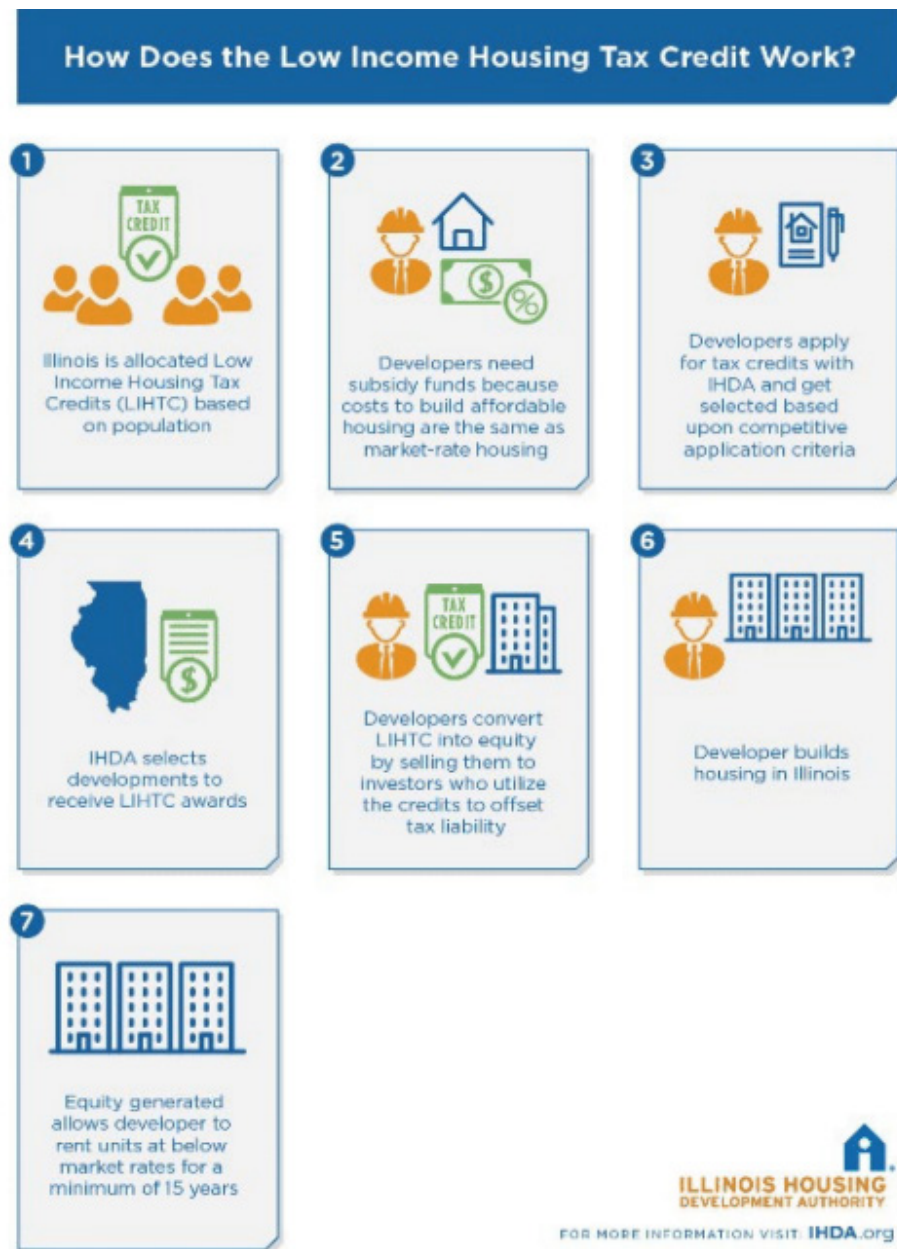 How Does the Low Income Housing Tax Credit Work?
1
TAX
CREDIT
Illinois is allocated Low
Income Housing Tax
Credits (LIHTC) based
on population
2
$
%
Developers need
subsidy funds because
costs to build affordable
housing are the same as
market-rate housing
3
Developers apply
for tax credits with
IHDA and get
selected based
upon competitive
application criteria
4
$
IHDA selects
developments to
receive LIHTC awards
5
TAX
CREDIT
Developers convert
LIHTC into equity
by selling them to
investors who utilize
the credits to offset
tax liability
6
Developer builds
housing in Illinois
7
Equity generated
allows developer to
rent units at below
market rates for a
minimum of 15 years
ILLINOIS HOUSING
DEVELOPMENT AUTHORITY
FOR MORE INFORMATION VISIT: IHDA.org